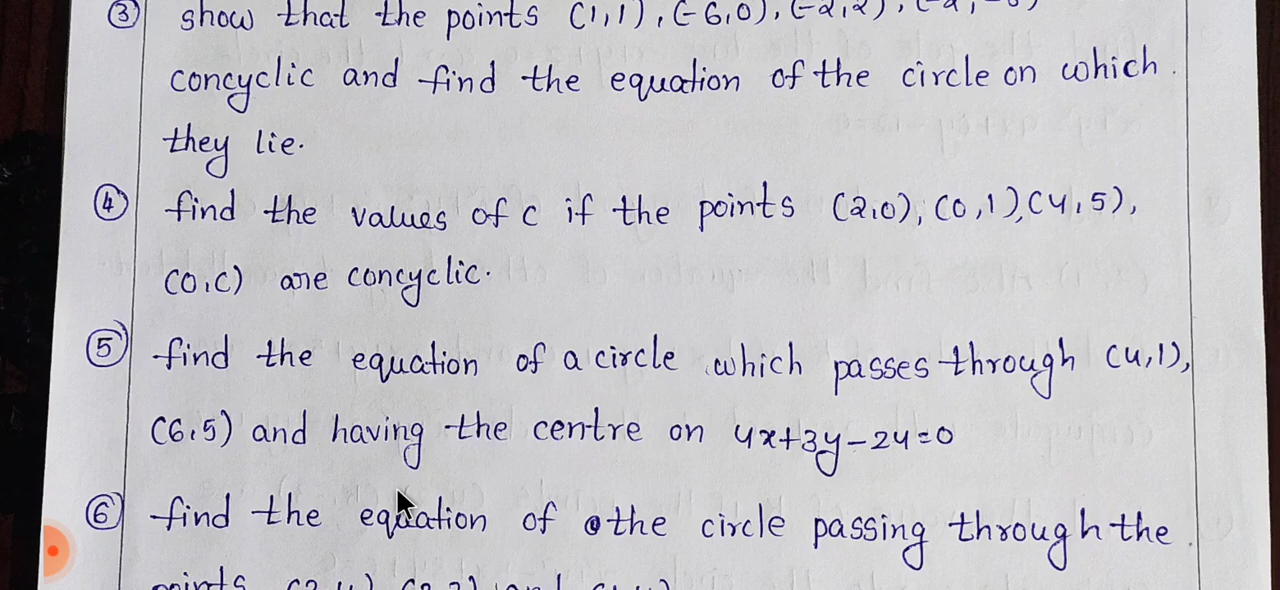 ③ show that the points (1,1), (-6,0), (-2,2),
concyclic and find the equation of the circle on which
they lie.
④ find the values of c if the points (2,0), (0,1), (4,5),
(0,c) are concyclic.
⑤ find the equation of a circle which passes through (4,1),
(6,5) and having the centre on 4x+3y-24=0
⑥ find the equation of the circle passing through the
points